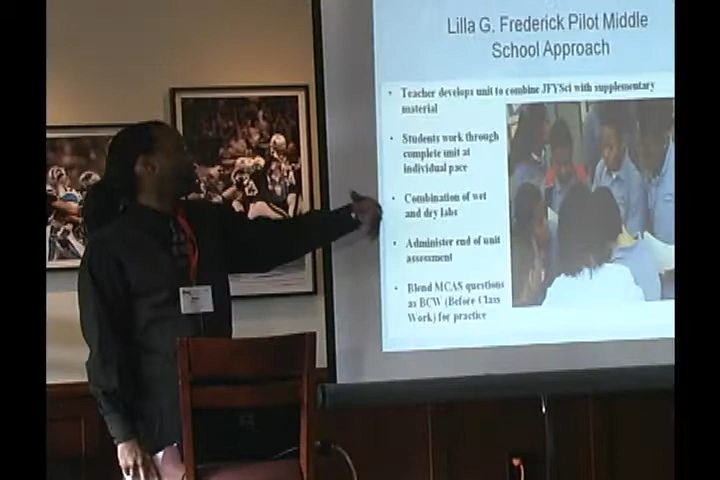 Lilla G. Frederick Pilot Middle
School Approach
• Teacher develops unit to combine JFYSci with supplementary
material
• Students work through
complete unit at
individual pace
• Combination of wet
and dry labs
• Administer end of unit
assessment
• Blend MCAS questions
as BCW (Before Class
Work) for practice